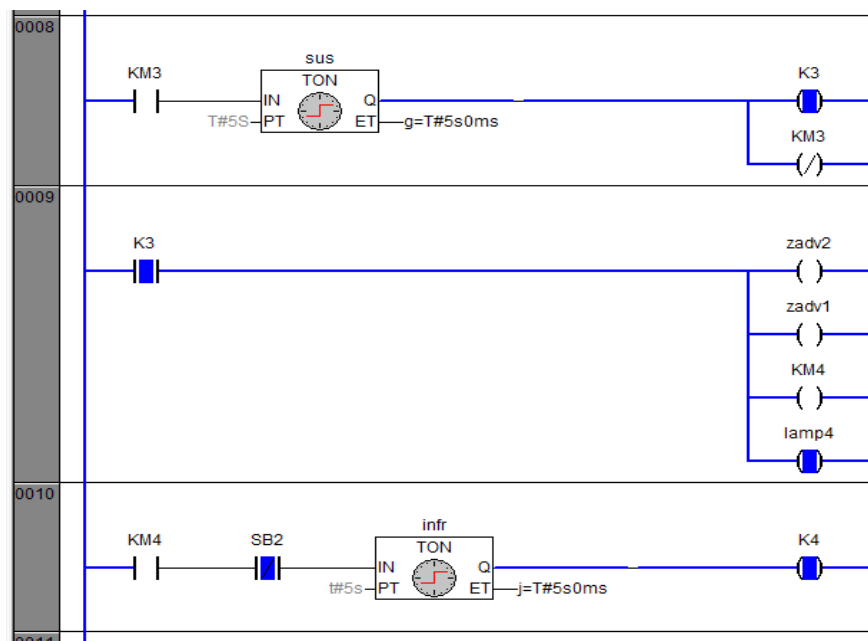 0008
KM3
sus
TON
IN
Q
T#5S
PT
ET
g=T#5s0ms
K3
KM3
0009
K3
zadv2
zadv1
KM4
lamp4
0010
KM4
SB2
infr
TON
IN
Q
t#5s
PT
ET
j=T#5s0ms
K4
0011